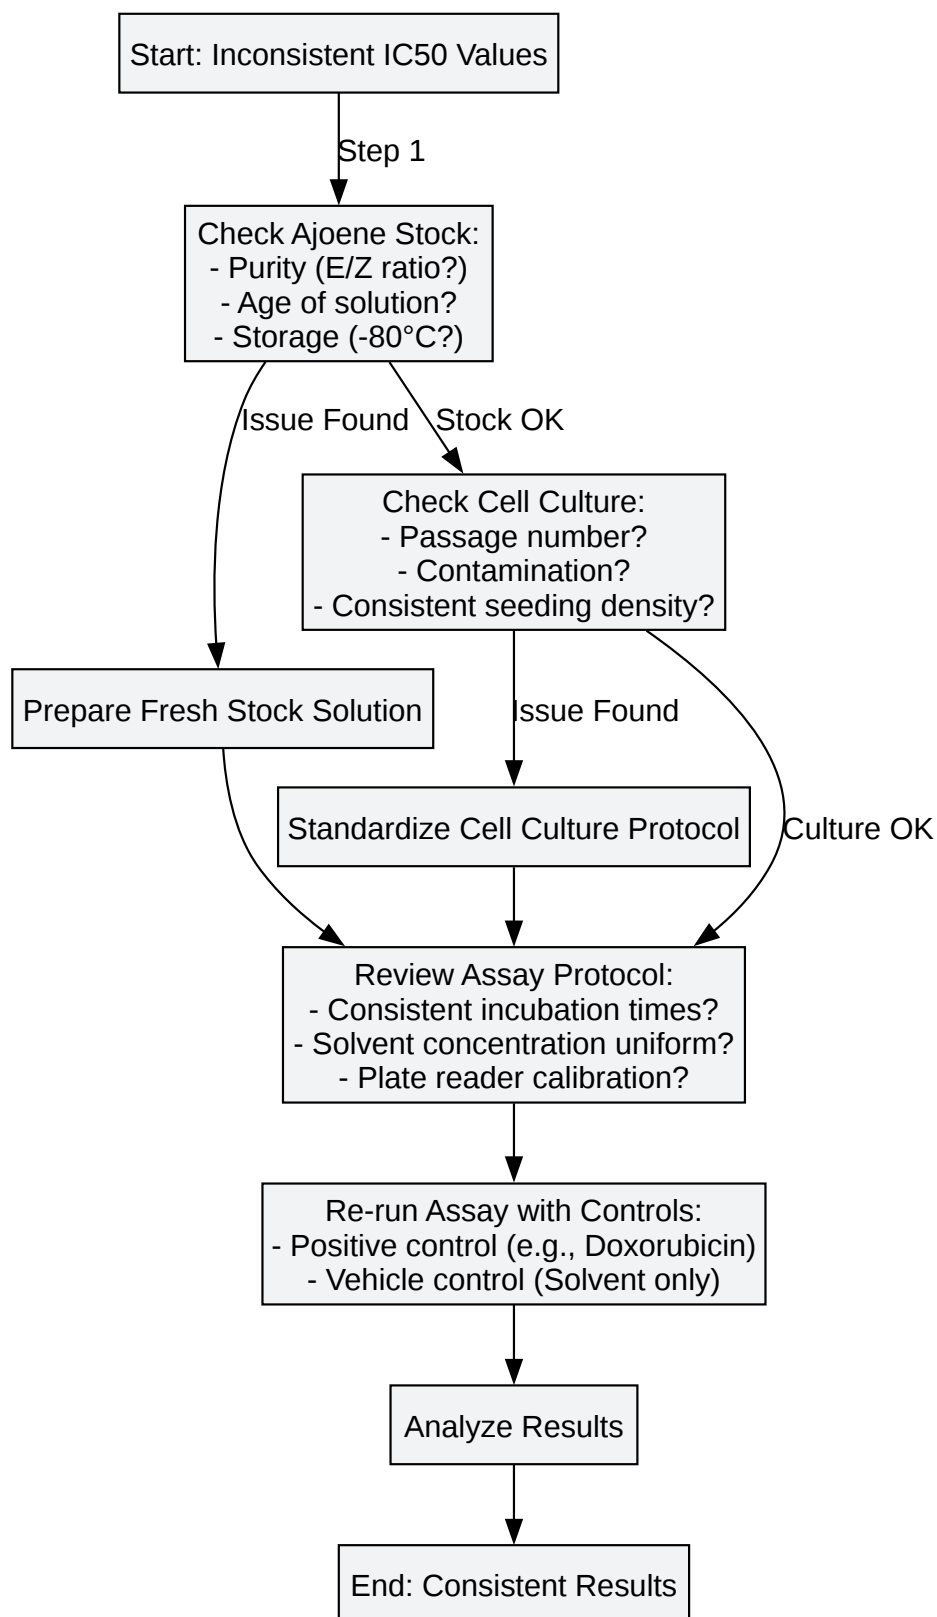 Start: Inconsistent IC50 Values
Step 1
Check Ajoene Stock:
- Purity (E/Z ratio?)
- Age of solution?
- Storage (-80°C?)
Issue Found
Stock OK
Check Cell Culture:
- Passage number?
- Contamination?
- Consistent seeding density?
Prepare Fresh Stock Solution
Issue Found
Standardize Cell Culture Protocol
Culture OK
Review Assay Protocol:
- Consistent incubation times?
- Solvent concentration uniform?
- Plate reader calibration?
Re-run Assay with Controls:
- Positive control (e.g., Doxorubicin)
- Vehicle control (Solvent only)
Analyze Results
End: Consistent Results